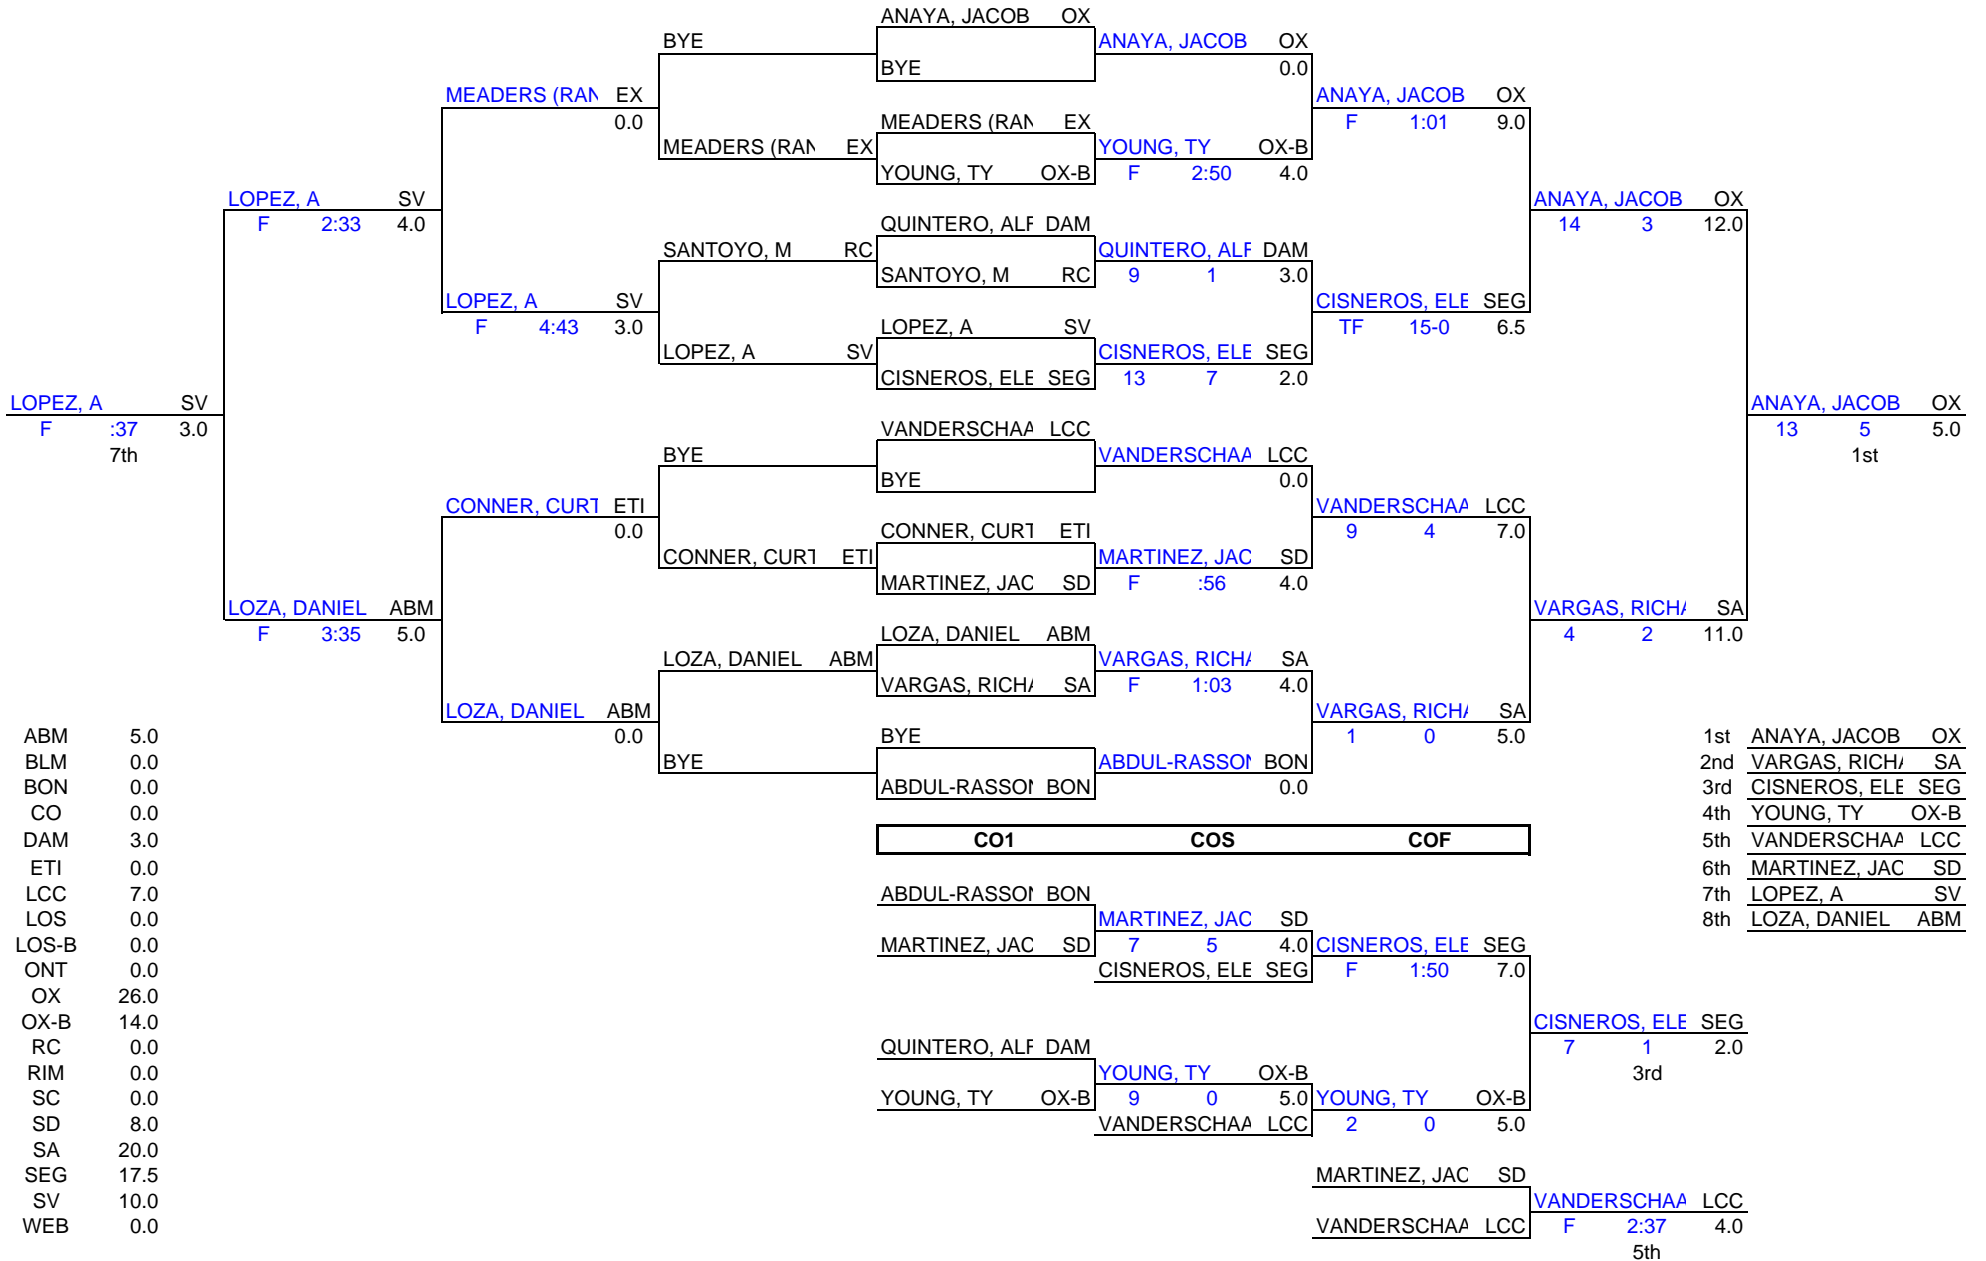 ANAYA, JACOB OX
BYE ANAYA, JACOB OX
BYE 0.0
MEADERS (RAN EX ANAYA, JACOB OX
0.0 MEADERS (RAN EX F 1:01 9.0
MEADERS (RAN EX YOUNG, TY OX-B
YOUNG, TY OX-B F 2:50 4.0
LOPEZ, A SV ANAYA, JACOB OX
F 2:33 4.0 QUINTERO, ALF DAM 14 3 12.0
SANTOYO, M RC QUINTERO, ALF DAM
SANTOYO, M RC 9 1 3.0
LOPEZ, A SV CISNEROS, ELE SEG
F 4:43 3.0 LOPEZ, A SV TF 15-0 6.5
LOPEZ, A SV CISNEROS, ELE SEG
CISNEROS, ELE SEG 13 7 2.0
LOPEZ, A SV ANAYA, JACOB OX
F :37 3.0 VANDERSCHAA LCC 13 5 5.0
7th BYE VANDERSCHAA LCC 1st
BYE 0.0
CONNER, CURT ETI VANDERSCHAA LCC
0.0 CONNER, CURT ETI 9 4 7.0
CONNER, CURT ETI MARTINEZ, JAC SD
MARTINEZ, JAC SD F :56 4.0
LOZA, DANIEL ABM VARGAS, RICHA SA
F 3:35 5.0 LOZA, DANIEL ABM 4 2 11.0
LOZA, DANIEL ABM VARGAS, RICHA SA
VARGAS, RICHA SA F 1:03 4.0
LOZA, DANIEL ABM VARGAS, RICHA SA
ABM 5.0 0.0 BYE 1 0 5.0 1st ANAYA, JACOB OX
BLM 0.0 BYE ABDUL-RASSON BON 2nd VARGAS, RICHA SA
BON 0.0 ABDUL-RASSON BON 0.0 3rd CISNEROS, ELE SEG
CO 0.0 4th YOUNG, TY OX-B
DAM 3.0 CO1 COS COF 5th VANDERSCHAA LCC
ETI 0.0 6th MARTINEZ, JAC SD
LCC 7.0 ABDUL-RASSON BON 7th LOPEZ, A SV
LOS 0.0 MARTINEZ, JAC SD 8th LOZA, DANIEL ABM
LOS-B 0.0 MARTINEZ, JAC SD 7 5 4.0 CISNEROS, ELE SEG
ONT 0.0 CISNEROS, ELE SEG F 1:50 7.0
OX 26.0
OX-B 14.0 CISNEROS, ELE SEG
RC 0.0 QUINTERO, ALF DAM 7 1 2.0
RIM 0.0 YOUNG, TY OX-B 3rd
SC 0.0 YOUNG, TY OX-B 9 0 5.0 YOUNG, TY OX-B
SD 8.0 VANDERSCHAA LCC 2 0 5.0
SA 20.0
SEG 17.5 MARTINEZ, JAC SD
SV 10.0 VANDERSCHAA LCC
WEB 0.0 VANDERSCHAA LCC F 2:37 4.0
5th